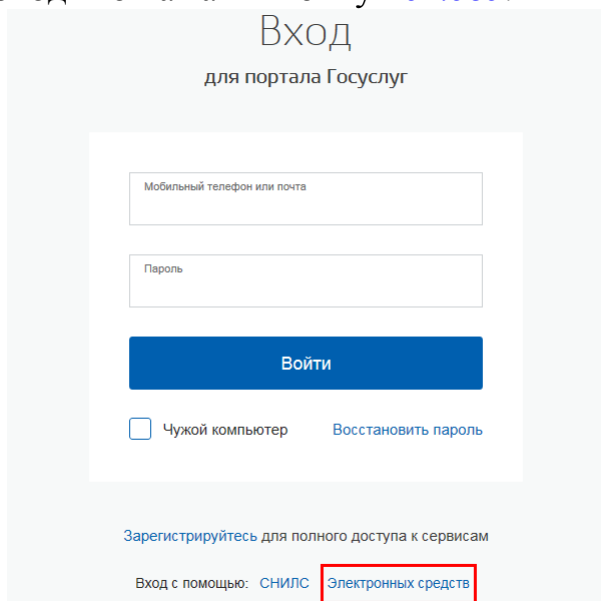 Вход
для портала Госуслуг
Мобильный телефон или почта
Пароль
Войти
Чужой компьютер Восстановить пароль
Зарегистрируйтесь для полного доступа к сервисам
Вход с помощью: СНИЛС Электронных средств